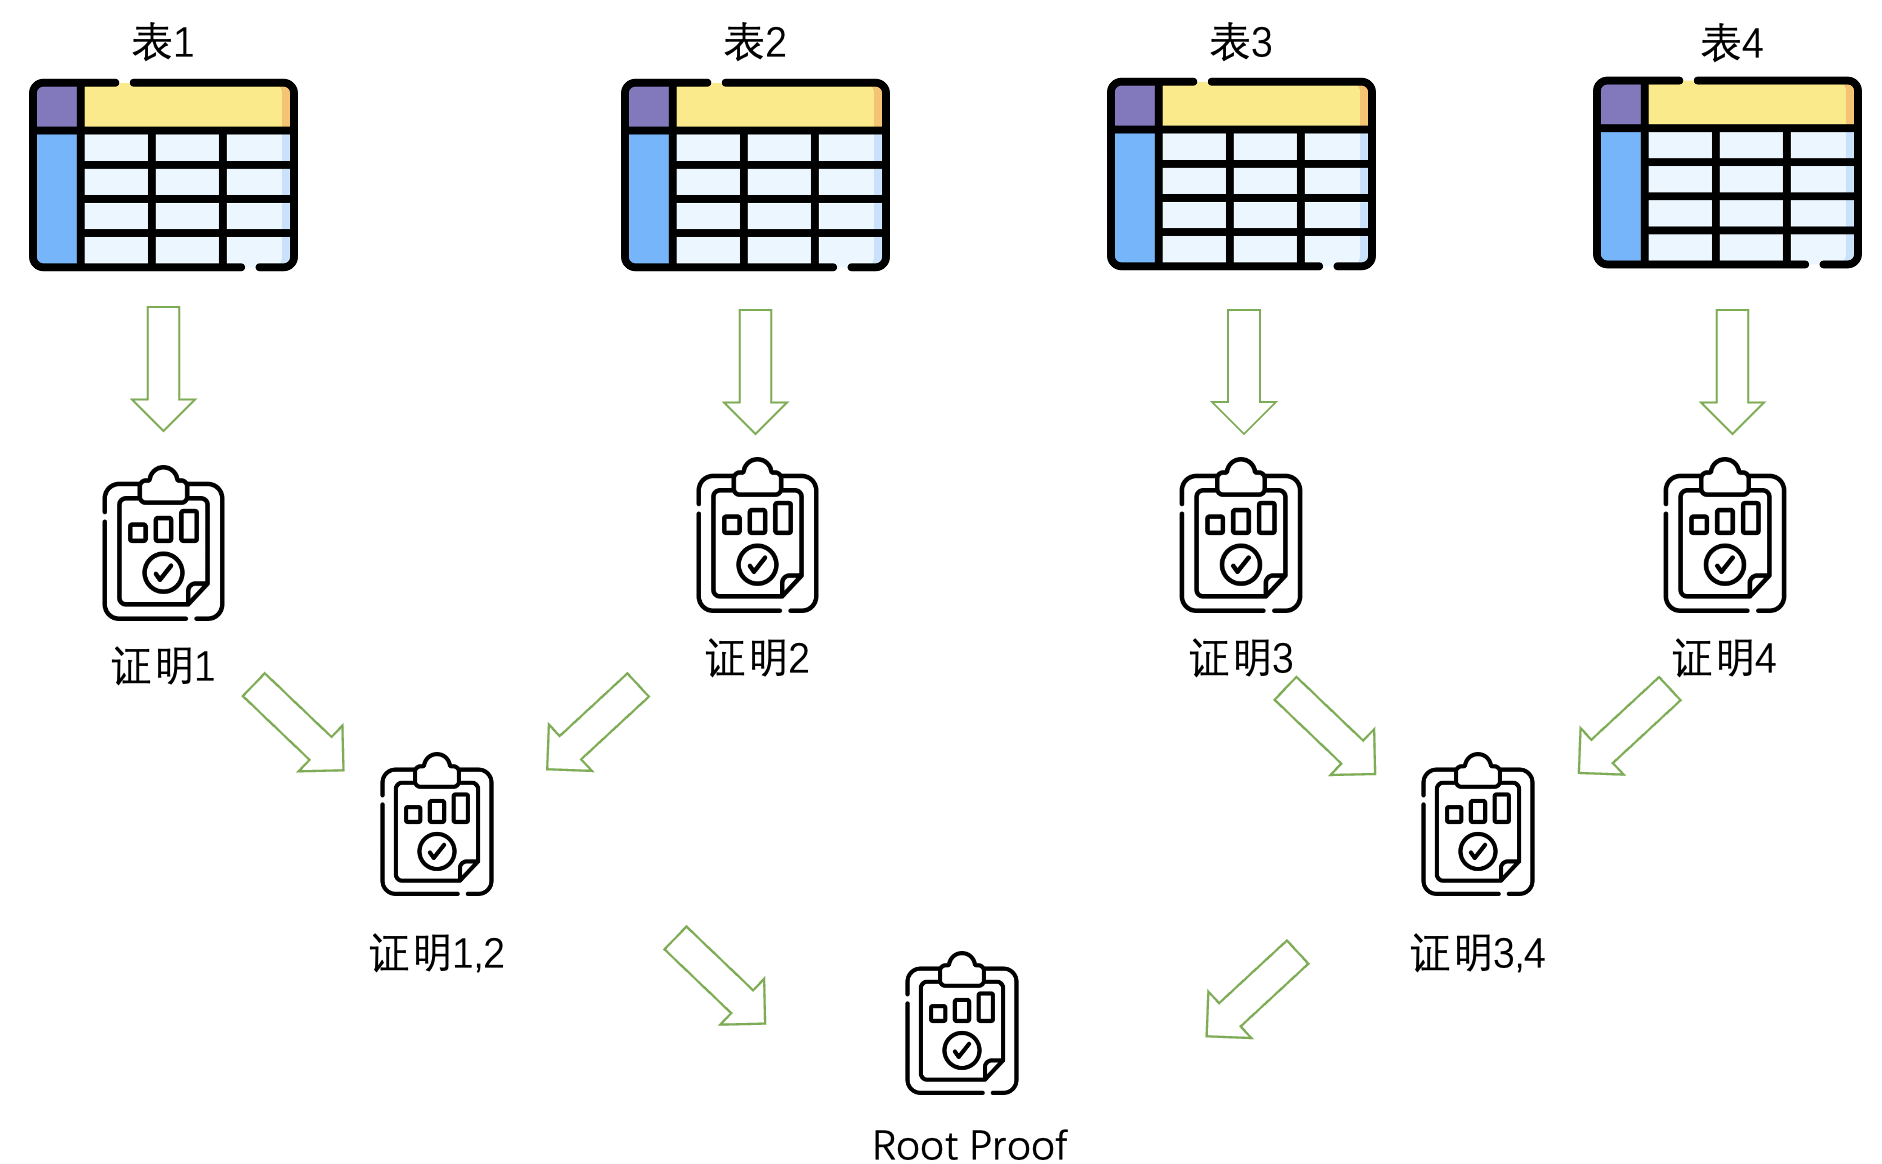 表1
表2
表3
表4
证明1
证明2
证明3
证明4
证明1,2
证明3,4
Root Proof